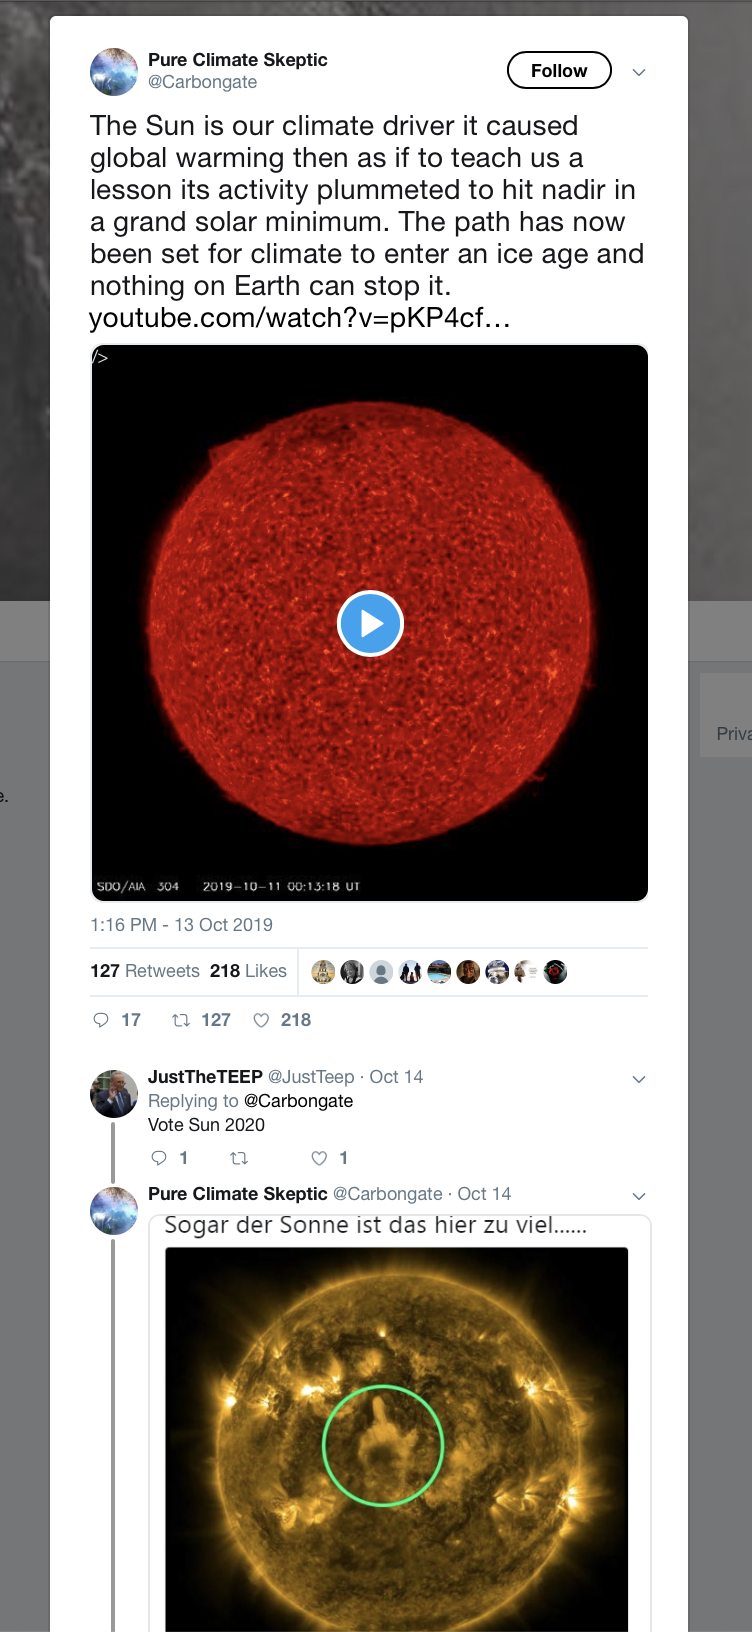 Pure Climate Skeptic
@Carbongate
Follow
The Sun is our climate driver it caused
global warming then as if to teach us a
lesson its activity plummeted to hit nadir in
a grand solar minimum. The path has now
been set for climate to enter an ice age and
nothing on Earth can stop it.
youtube.com/watch?v=pKP4cf…
/>
SDO/AIA 304 2019-10-11 00:13:18 UT
1:16 PM - 13 Oct 2019
127 Retweets 218 Likes
17 127 218
JustTheTEEP @JustTeep · Oct 14
Replying to @Carbongate
Vote Sun 2020
1 1
Pure Climate Skeptic @Carbongate · Oct 14
Sogar der Sonne ist das hier zu viel......
e.